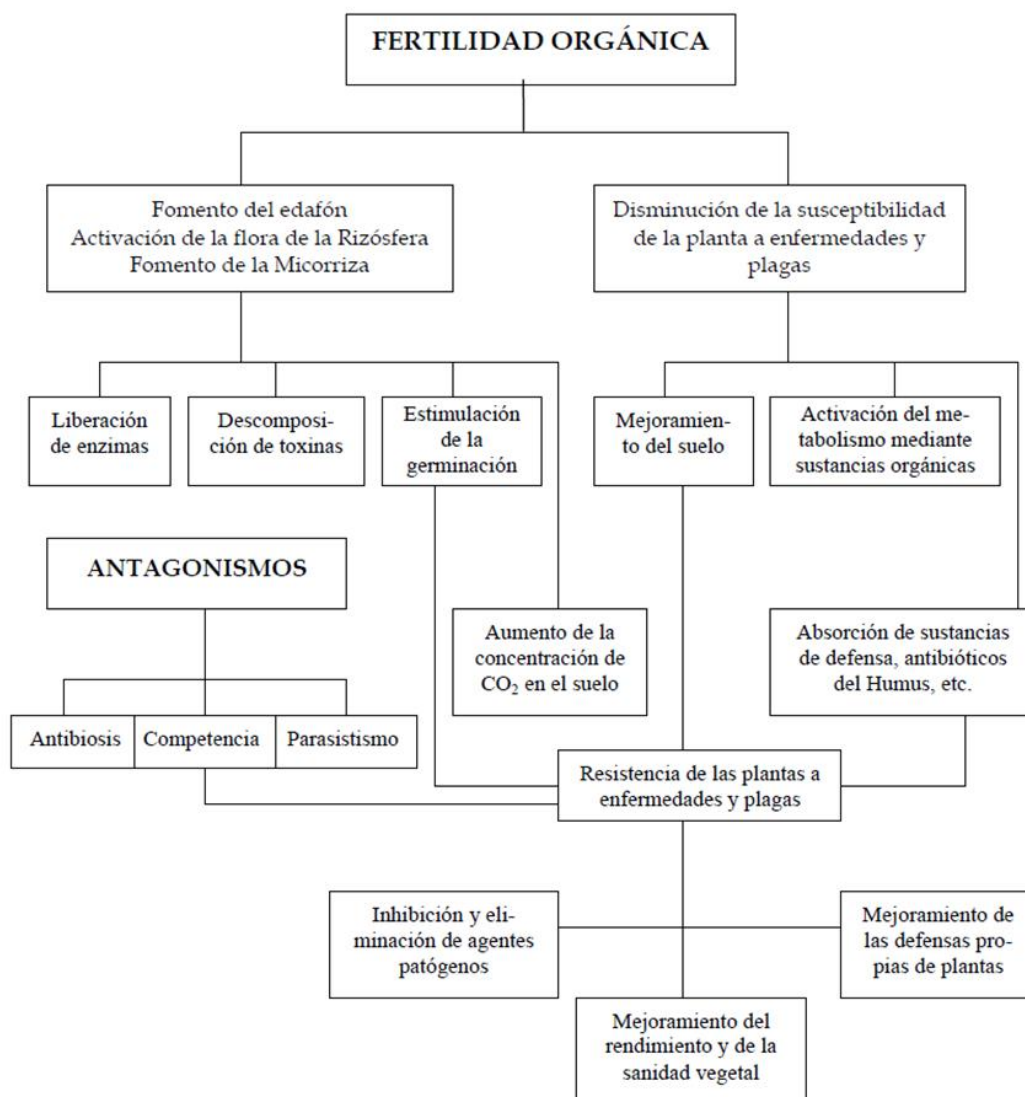 FERTILIDAD ORGÁNICA
Fomento del edafón
Activación de la flora de la Rizósfera
Fomento de la Micorriza
Disminución de la susceptibilidad
de la planta a enfermedades y
plagas
Liberación
de enzimas
Descomposi-
ción de toxinas
Estimulación
de la
germinación
Mejoramien-
to del suelo
Activación del me-
tabolismo mediante
sustancias orgánicas
ANTAGONISMOS
Aumento de la
concentración de
CO₂ en el suelo
Absorción de sustancias
de defensa, antibióticos
del Humus, etc.
Antibiosis
Competencia
Parasistismo
Resistencia de las plantas a
enfermedades y plagas
Inhibición y eli-
minación de agentes
patógenos
Mejoramiento de
las defensas pro-
pias de plantas
Mejoramiento del
rendimiento y de la
sanidad vegetal